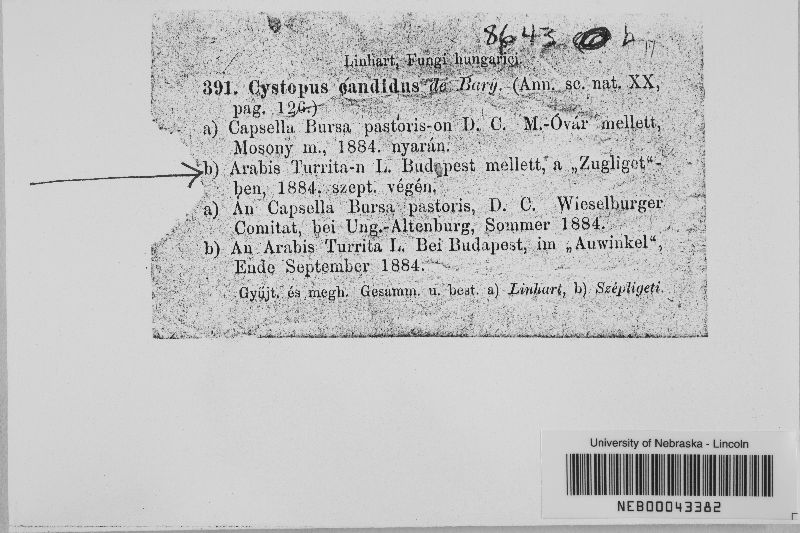 8643 b
Linhart, Fungi hungarici.
391. Cystopus candidus de Bary. (Ann. sc. nat. XX,
pag. 126.)
a) Capsella Bursa pastoris-on D. C. M.-Óvár mellett,
Mosony m., 1884. nyarán.
b) Arabis Turrita-n L. Budapest mellett, a „Zugliget“-
ben, 1884. szept. végén.
a) An Capsella Bursa pastoris, D. C. Wieselburger
Comitat, bei Ung.-Altenburg, Sommer 1884.
b) An Arabis Turrita L. Bei Budapest, im „Auwinkel“,
Ende September 1884.
Gyűjt. és megh. Gesamm. u. best. a) Linhart, b) Szépligeti.
University of Nebraska - Lincoln
NEB00043382